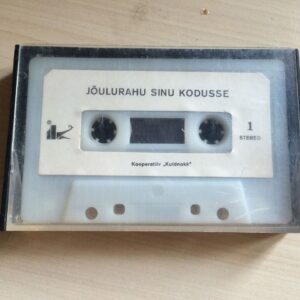 JÕULURAHU SINU KODUSSE
1
STEREO
Kooperatiiv „Kuldnokk"